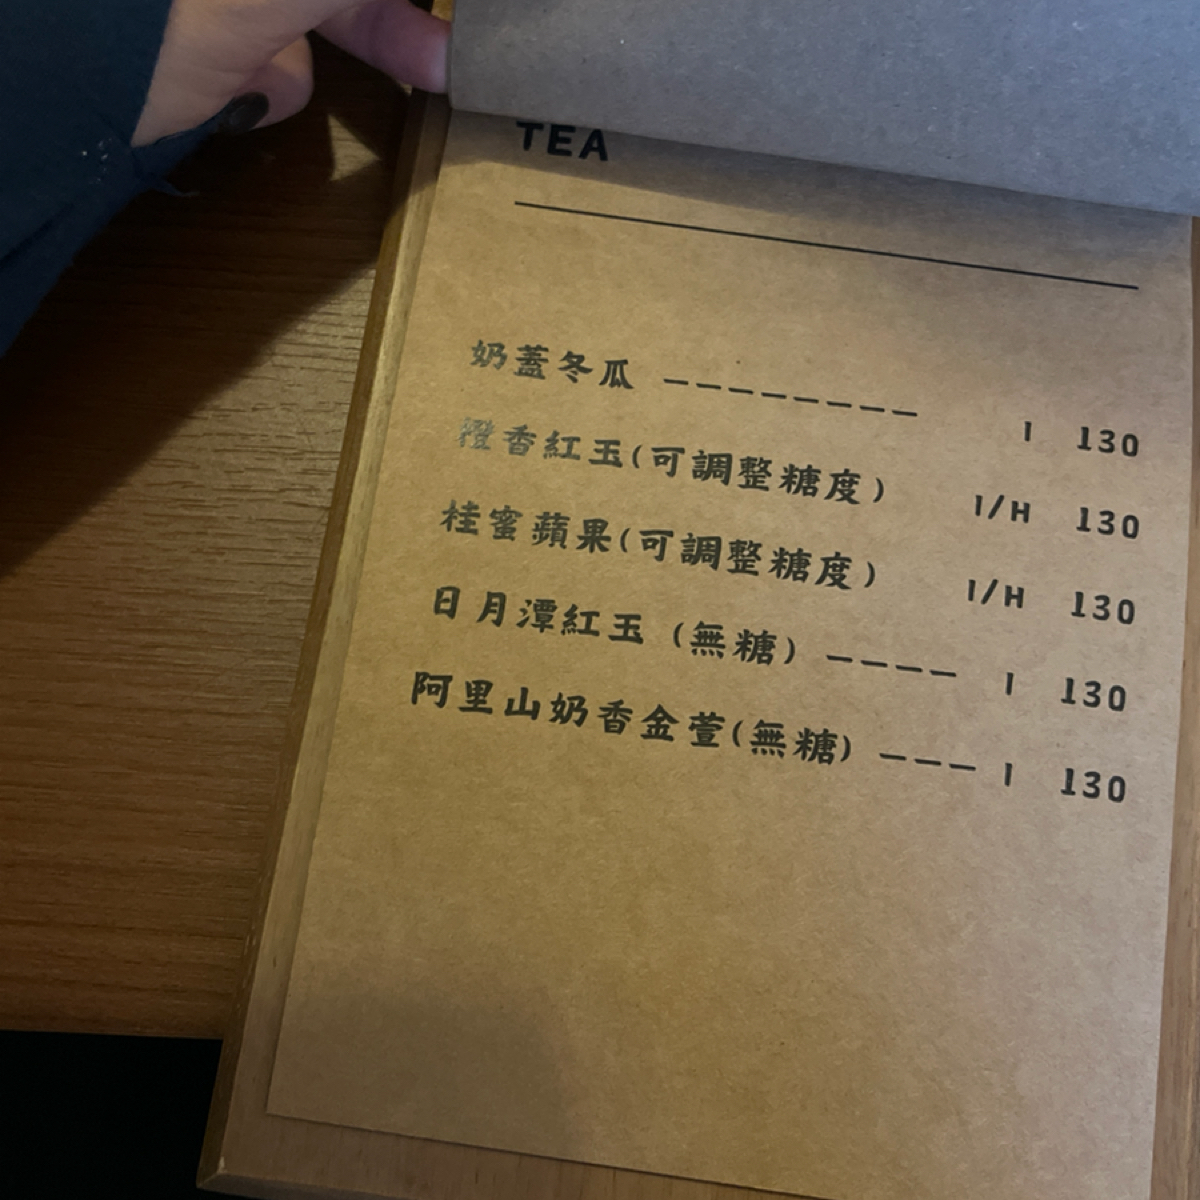 TEA
奶蓋冬瓜 -------- I 130
橙香紅玉(可調整糖度) I/H 130
桂蜜蘋果(可調整糖度) I/H 130
日月潭紅玉 (無糖) ---- I 130
阿里山奶香金萱(無糖) --- I 130